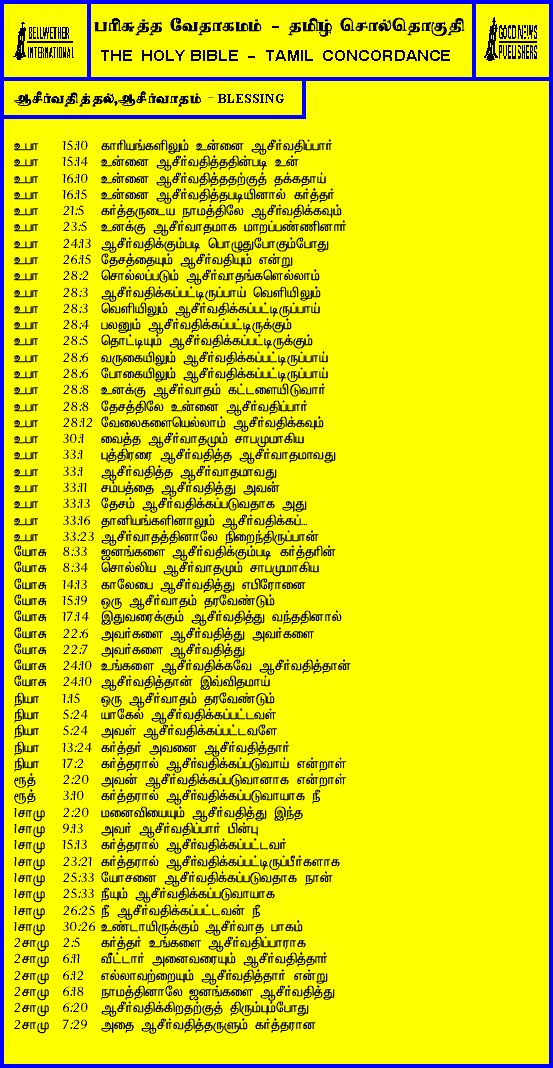 BELLWETHER
INTERNATIONAL
பரிசுத்த வேதாகமம் - தமிழ் சொல்தொகுதி
THE HOLY BIBLE - TAMIL CONCORDANCE
GOOD NEWS
PUBLISHERS
ஆசீர்வதித்தல்,ஆசீர்வாதம் - BLESSING
உபா 15:10 காரியங்களிலும் உன்னை ஆசீர்வதிப்பார்
உபா 15:14 உன்னை ஆசீர்வதித்ததின்படி உன்
உபா 16:10 உன்னை ஆசீர்வதித்ததற்குத் தக்கதாய்
உபா 16:15 உன்னை ஆசீர்வதித்தபடியினால் கர்த்தர்
உபா 21:5 கர்த்தருடைய நாமத்திலே ஆசீர்வதிக்கவும்
உபா 23:5 உனக்கு ஆசீர்வாதமாக மாறப்பண்ணினார்
உபா 24:13 ஆசீர்வதிக்கும்படி பொழுதுபோகும்போது
உபா 26:15 தேசத்தையும் ஆசீர்வதியும் என்று
உபா 28:2 சொல்லப்படும் ஆசீர்வாதங்களெல்லாம்
உபா 28:3 ஆசீர்வதிக்கப்பட்டிருப்பாய் வெளியிலும்
உபா 28:3 வெளியிலும் ஆசீர்வதிக்கப்பட்டிருப்பாய்
உபா 28:4 பலனும் ஆசீர்வதிக்கப்பட்டிருக்கும்
உபா 28:5 தொட்டியும் ஆசீர்வதிக்கப்பட்டிருக்கும்
உபா 28:6 வருகையிலும் ஆசீர்வதிக்கப்பட்டிருப்பாய்
உபா 28:6 போகையிலும் ஆசீர்வதிக்கப்பட்டிருப்பாய்
உபா 28:8 உனக்கு ஆசீர்வாதம் கட்டளையிடுவார்
உபா 28:8 தேசத்திலே உன்னை ஆசீர்வதிப்பார்
உபா 28:12 வேலைகளையெல்லாம் ஆசீர்வதிக்கவும்
உபா 30:1 வைத்த ஆசீர்வாதமும் சாபமுமாகிய
உபா 33:1 புத்திரரை ஆசீர்வதித்த ஆசீர்வாதமாவது
உபா 33:1 ஆசீர்வதித்த ஆசீர்வாதமாவது
உபா 33:11 சம்பத்தை ஆசீர்வதித்து அவன்
உபா 33:13 தேசம் ஆசீர்வதிக்கப்படுவதாக அது
உபா 33:16 தானியங்களினாலும் ஆசீர்வதிக்கப்...
உபா 33:23 ஆசீர்வாதத்தினாலே நிறைந்திருப்பான்
யோசு 8:33 ஜனங்களை ஆசீர்வதிக்கும்படி கர்த்தரின்
யோசு 8:34 சொல்லிய ஆசீர்வாதமும் சாபமுமாகிய
யோசு 14:13 காலேபை ஆசீர்வதித்து எபிரோனை
யோசு 15:19 ஒரு ஆசீர்வாதம் தரவேண்டும்
யோசு 17:14 இதுவரைக்கும் ஆசீர்வதித்து வந்ததினால்
யோசு 22:6 அவர்களை ஆசீர்வதித்து அவர்களை
யோசு 22:7 அவர்களை ஆசீர்வதித்து
யோசு 24:10 உங்களை ஆசீர்வதிக்கவே ஆசீர்வதித்தான்
யோசு 24:10 ஆசீர்வதித்தான் இவ்விதமாய்
நியா 1:15 ஒரு ஆசீர்வாதம் தரவேண்டும்
நியா 5:24 யாகேல் ஆசீர்வதிக்கப்பட்டவள்
நியா 5:24 அவள் ஆசீர்வதிக்கப்பட்டவளே
நியா 13:24 கர்த்தர் அவனை ஆசீர்வதித்தார்
நியா 17:2 கர்த்தரால் ஆசீர்வதிக்கப்படுவாய் என்றாள்
ரூத் 2:20 அவன் ஆசீர்வதிக்கப்படுவானாக என்றாள்
ரூத் 3:10 கர்த்தரால் ஆசீர்வதிக்கப்படுவாயாக நீ
1சாமு 2:20 மனைவியையும் ஆசீர்வதித்து இந்த
1சாமு 9:13 அவர் ஆசீர்வதிப்பார் பின்பு
1சாமு 15:13 கர்த்தரால் ஆசீர்வதிக்கப்பட்டவர்
1சாமு 23:21 கர்த்தரால் ஆசீர்வதிக்கப்பட்டிருப்பீர்களாக
1சாமு 25:33 யோசனை ஆசீர்வதிக்கப்படுவதாக நான்
1சாமு 25:33 நீயும் ஆசீர்வதிக்கப்படுவாயாக
1சாமு 26:25 நீ ஆசீர்வதிக்கப்பட்டவன் நீ
1சாமு 30:26 உண்டாயிருக்கும் ஆசீர்வாத பாகம்
2சாமு 2:5 கர்த்தர் உங்களை ஆசீர்வதிப்பாராக
2சாமு 6:11 வீட்டார் அனைவரையும் ஆசீர்வதித்தார்
2சாமு 6:12 எல்லாவற்றையும் ஆசீர்வதித்தார் என்று
2சாமு 6:18 நாமத்தினாலே ஜனங்களை ஆசீர்வதித்து
2சாமு 6:20 ஆசீர்வதிக்கிறதற்குத் திரும்பும்போது
2சாமு 7:29 அதை ஆசீர்வதித்தருளும் கர்த்தரான